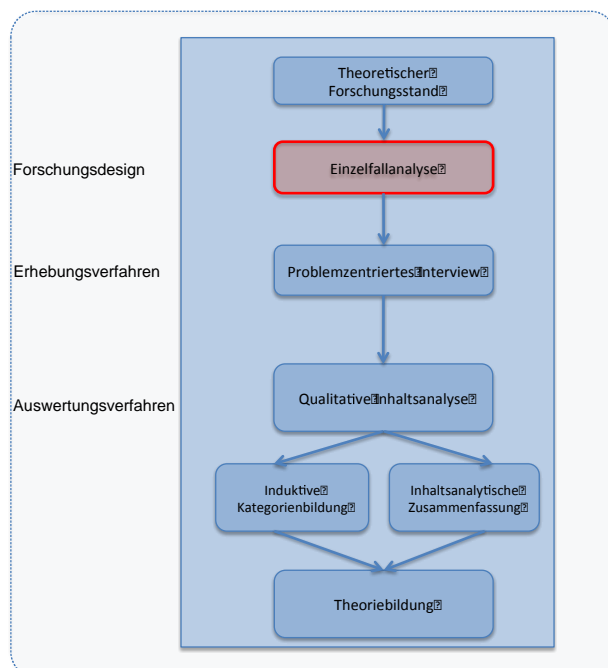 Theoretischer
Forschungsstand
Forschungsdesign
Einzelfallanalyse
Erhebungsverfahren
Problemzentriertes Interview
Auswertungsverfahren
Qualitative Inhaltsanalyse
Induktive
Kategorienbildung
Inhaltsanalytische
Zusammenfassung
Theoriebildung